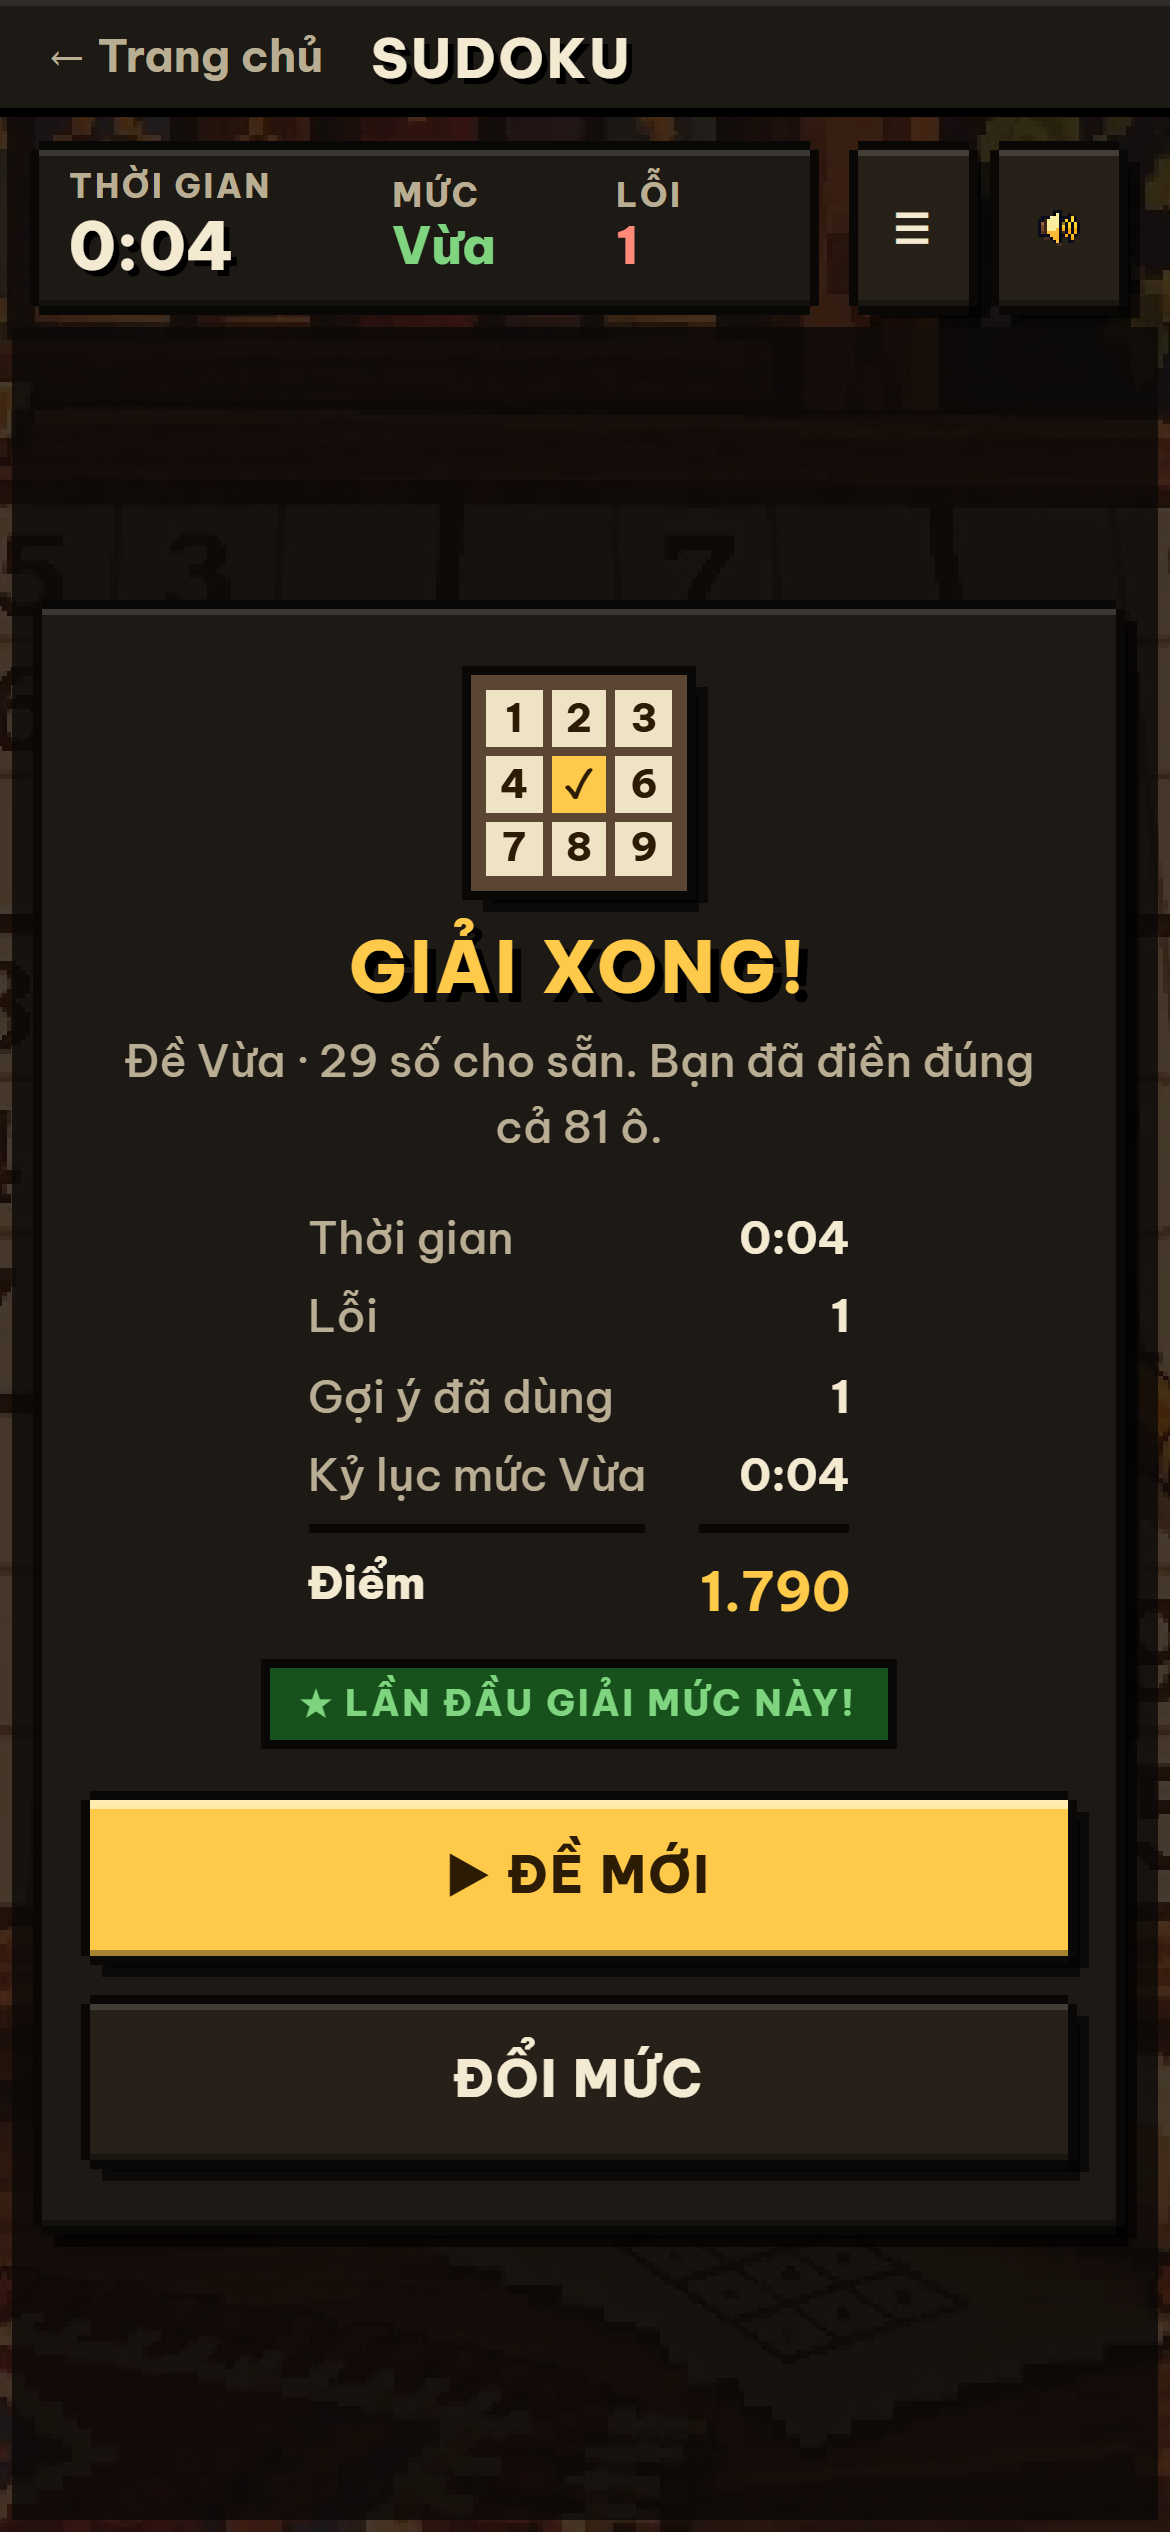 ← Trang chủ SUDOKU
THỜI GIAN MỨC LỖI
0:04 Vừa 1
5 3 7
1 2 3
4 ✓ 6
7 8 9
GIẢI XONG!
Đề Vừa · 29 số cho sẵn. Bạn đã điền đúng
cả 81 ô.
Thời gian 0:04
Lỗi 1
Gợi ý đã dùng 1
Kỷ lục mức Vừa 0:04
Điểm 1.790
★ LẦN ĐẦU GIẢI MỨC NÀY!
▶ ĐỀ MỚI
ĐỔI MỨC